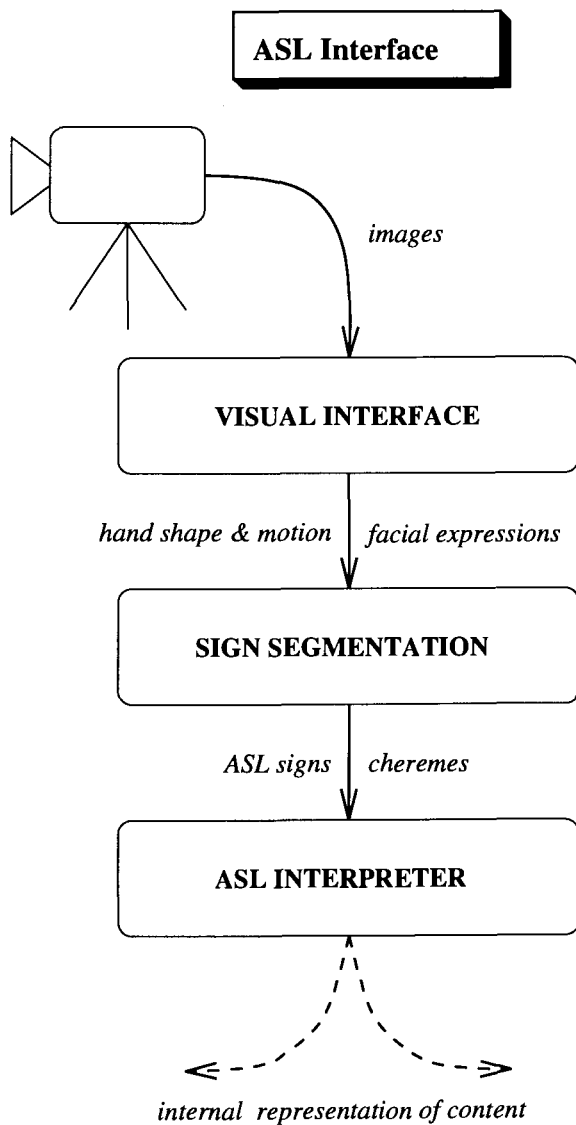 ASL Interface
images
VISUAL INTERFACE
hand shape & motion facial expressions
SIGN SEGMENTATION
ASL signs cheremes
ASL INTERPRETER
internal representation of content